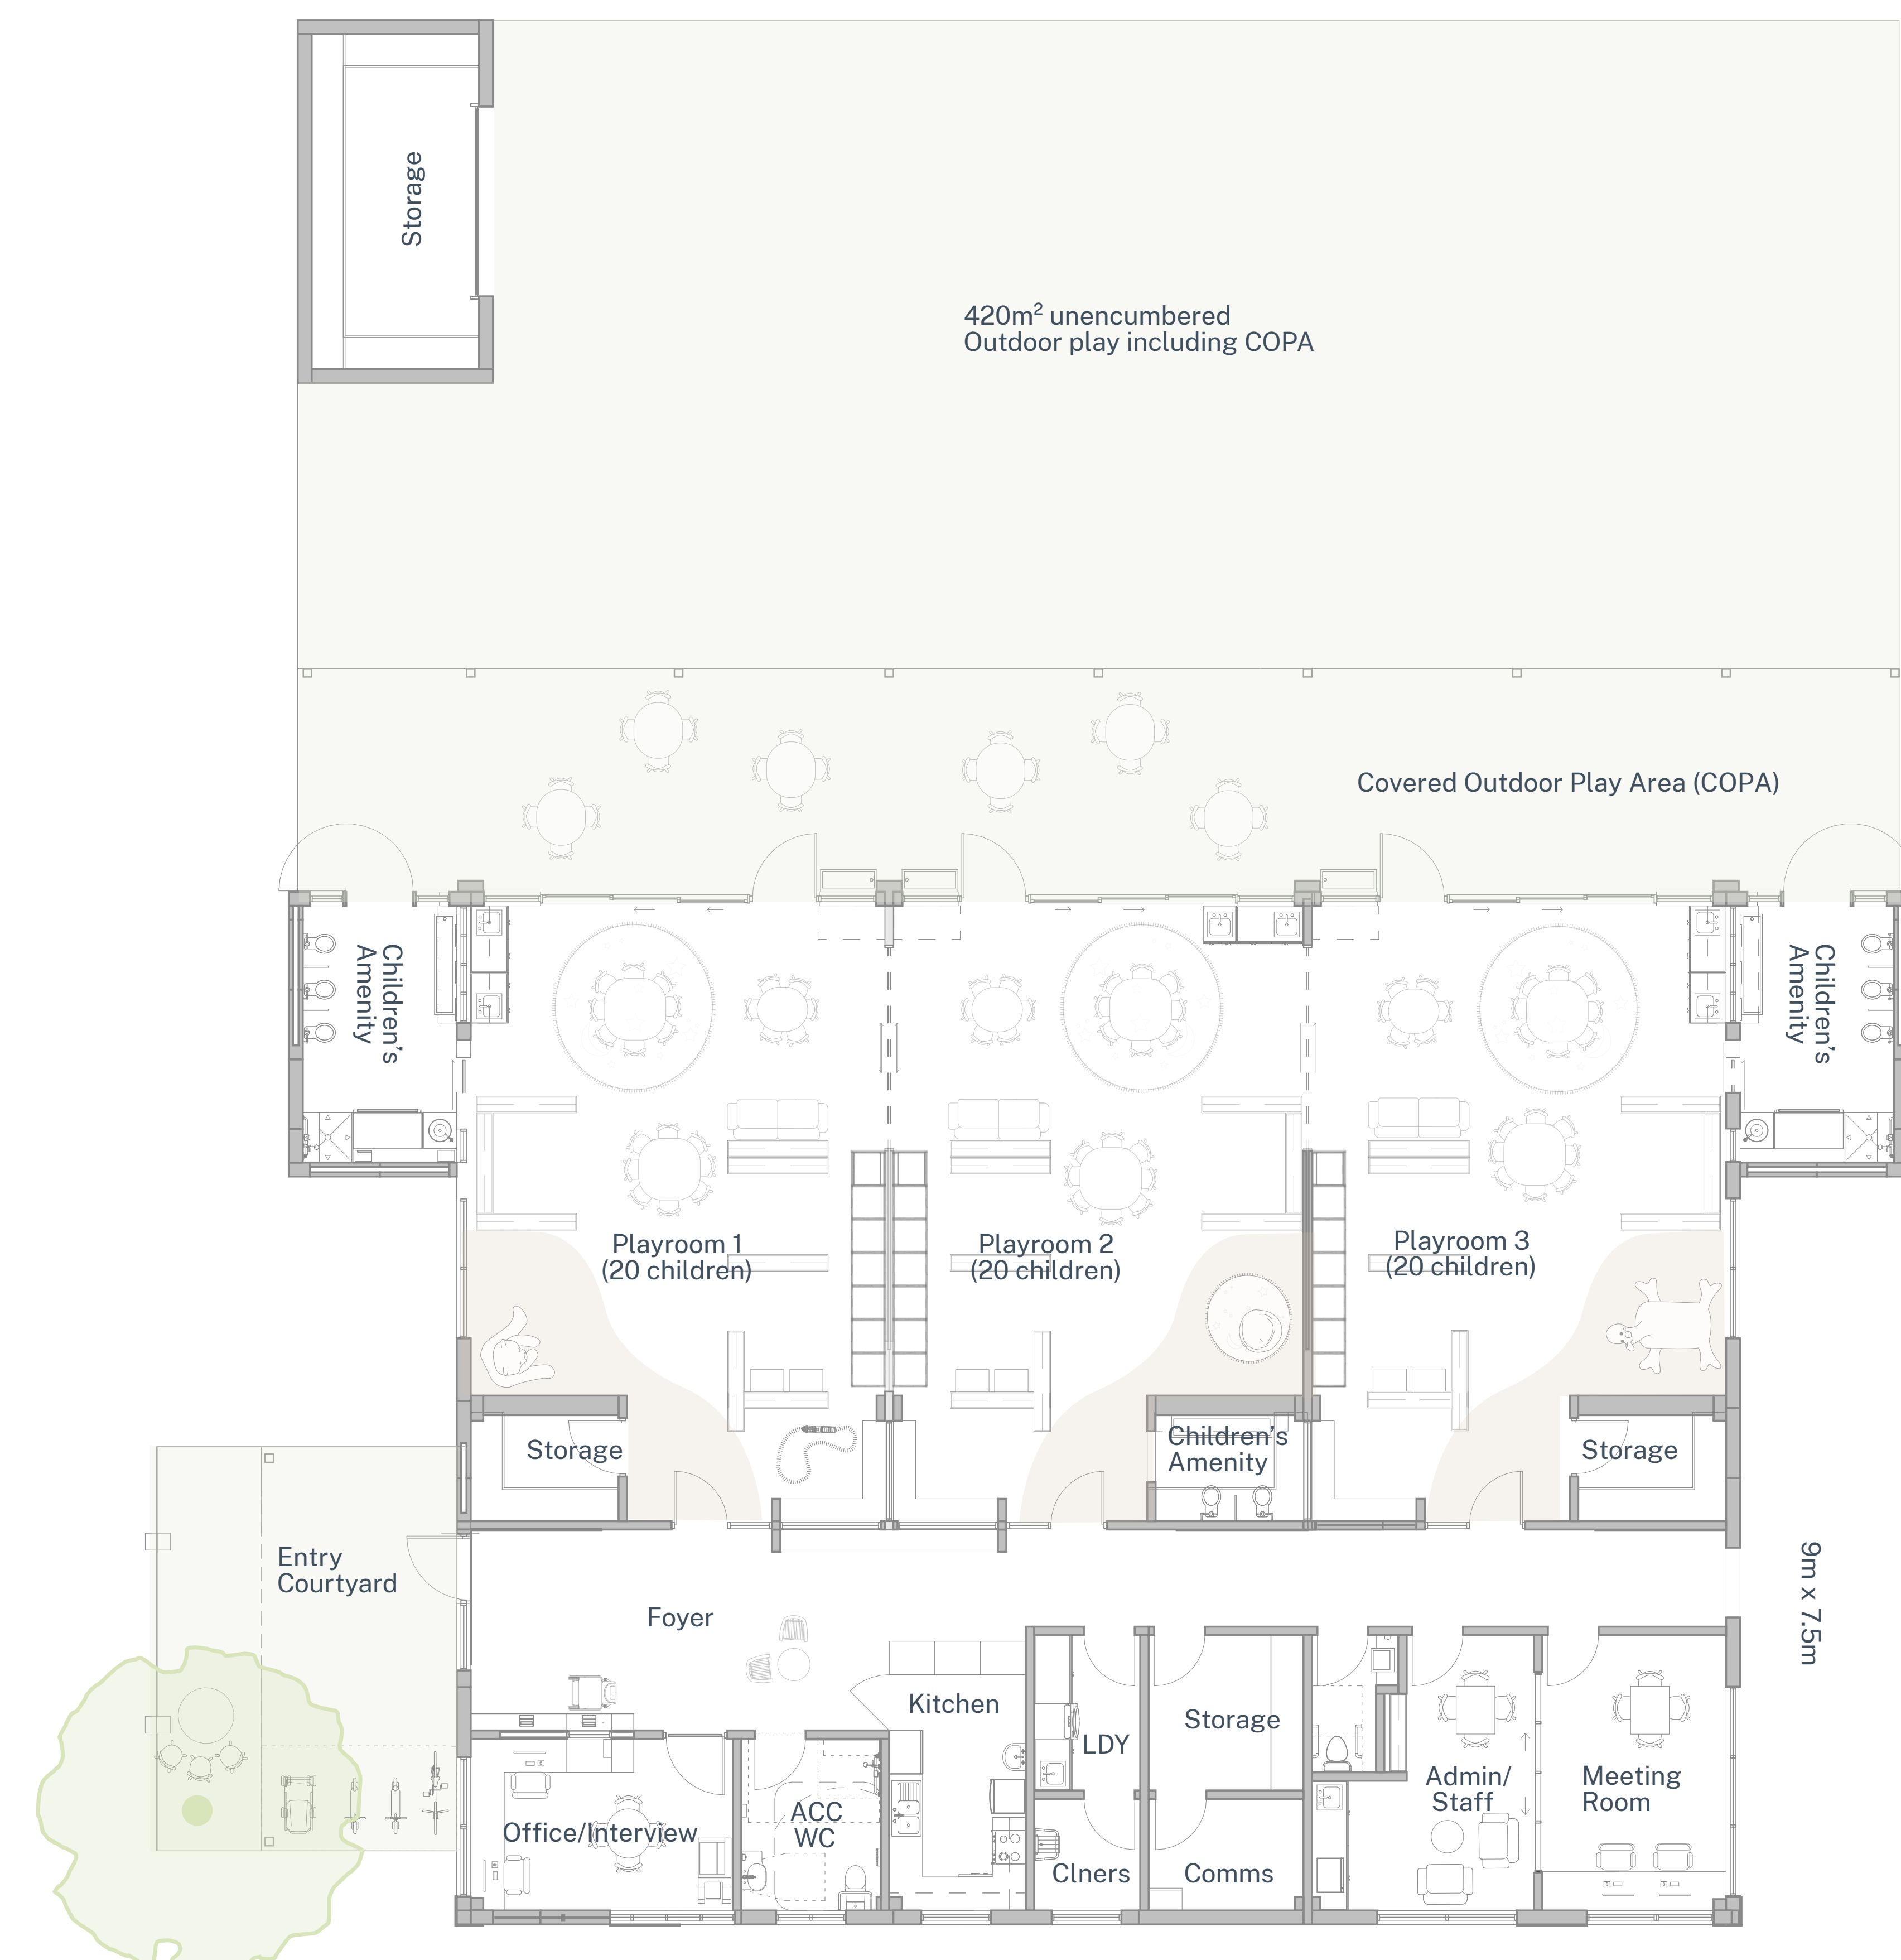 Storage
420m² unencumbered
Outdoor play including COPA
Covered Outdoor Play Area (COPA)
Children's
Amenity
Children's
Amenity
Playroom 1
(20 children)
Playroom 2
(20 children)
Playroom 3
(20 children)
Storage
Children's
Amenity
Storage
Entry
Courtyard
Foyer
9m x 7.5m
Kitchen
LDY
Storage
Admin/
Staff
Meeting
Room
Office/Interview
ACC
WC
Clners
Comms